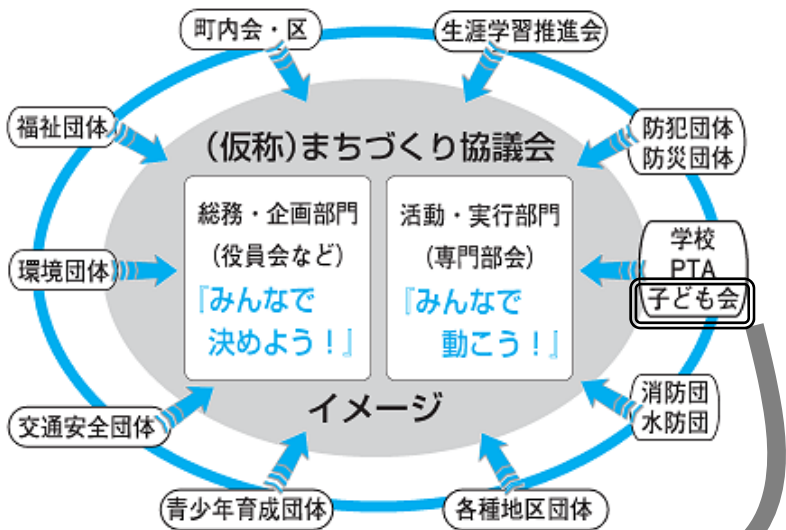 町内会・区
生涯学習推進会
福祉団体
防犯団体
防災団体
(仮称)まちづくり協議会
総務・企画部門
(役員会など)
『みんなで
決めよう！』
活動・実行部門
(専門部会)
『みんなで
動こう！』
学校
PTA
子ども会
環境団体
消防団
水防団
イメージ
交通安全団体
青少年育成団体
各種地区団体